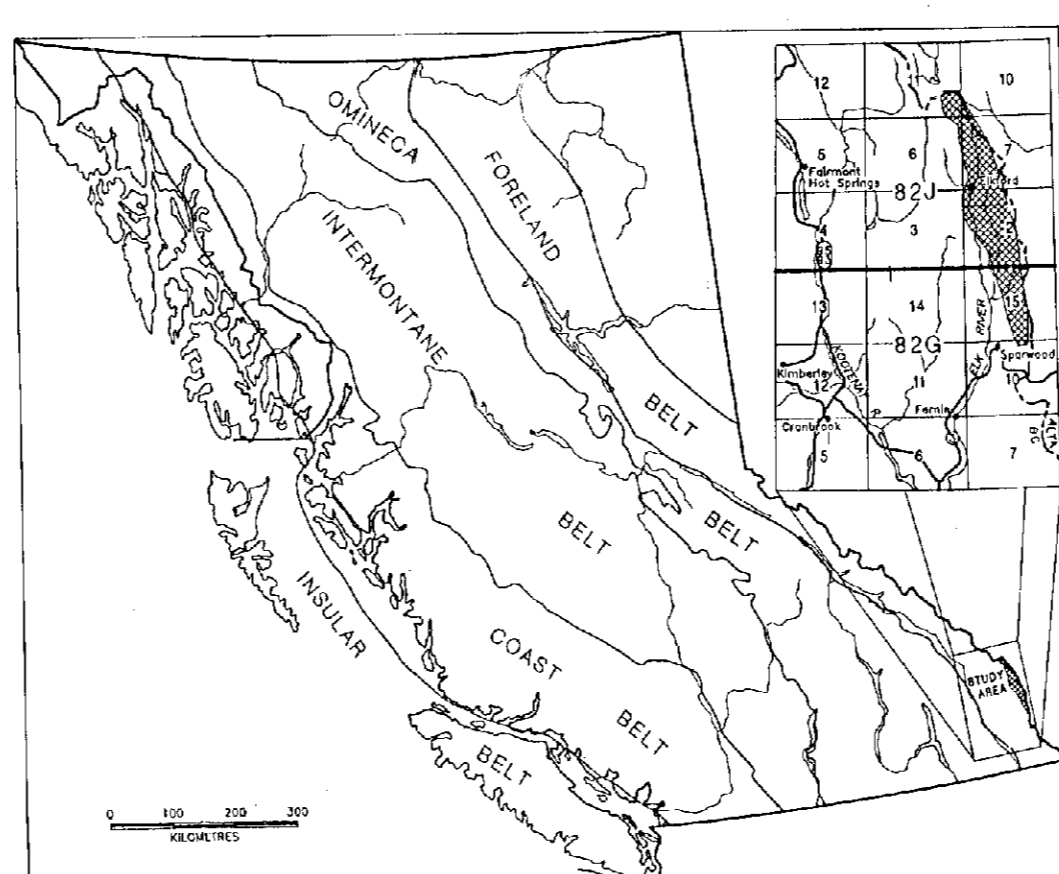 OMINECA
BELT
FORELAND
BELT
INTERMONTANE
BELT
INSULAR
BELT
COAST
BELT
STUDY
AREA
0 100 200 300
KILOMETRES
12
11
10
5
6
7
Fairmont
Hot Springs
82J
Elkford
4
3
2
13
14
15
RIVER
82G
Sparwood
Kimberley
KOOTENAY
ELK
12
11
10
Cranbrook
R
Fernie
ALTA
BC
5
6
7